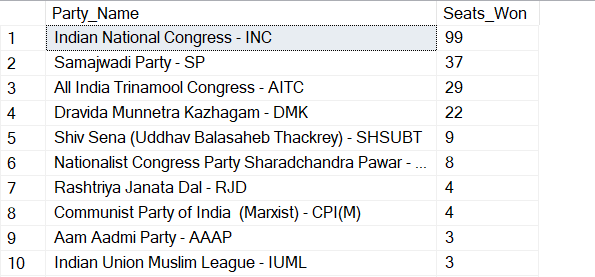 Party_Name Seats_Won
1 Indian National Congress - INC 99
2 Samajwadi Party - SP 37
3 All India Trinamool Congress - AITC 29
4 Dravida Munnetra Kazhagam - DMK 22
5 Shiv Sena (Uddhav Balasaheb Thackrey) - SHSUBT 9
6 Nationalist Congress Party Sharadchandra Pawar - ... 8
7 Rashtriya Janata Dal - RJD 4
8 Communist Party of India  (Marxist) - CPI(M) 4
9 Aam Aadmi Party - AAAP 3
10 Indian Union Muslim League - IUML 3